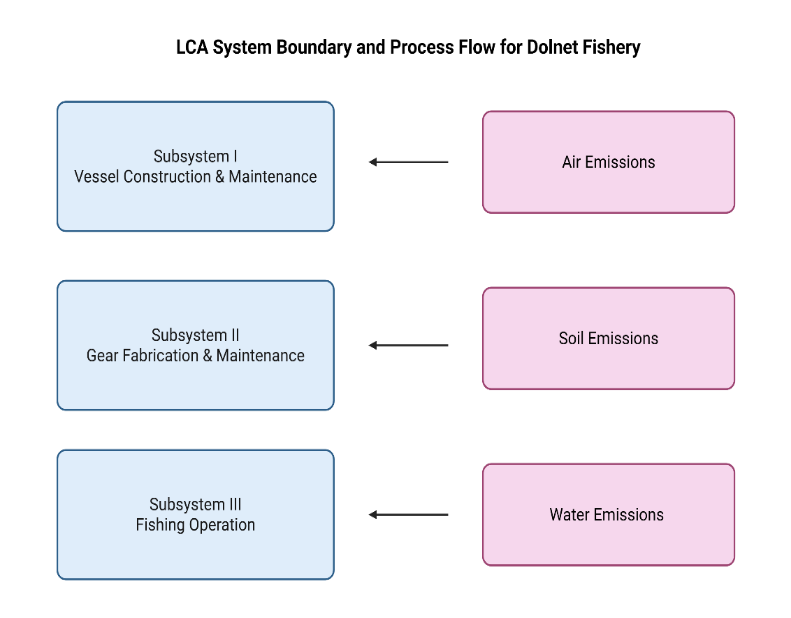 LCA System Boundary and Process Flow for Dolnet Fishery
Subsystem I
Vessel Construction & Maintenance
Air Emissions
Subsystem II
Gear Fabrication & Maintenance
Soil Emissions
Subsystem III
Fishing Operation
Water Emissions